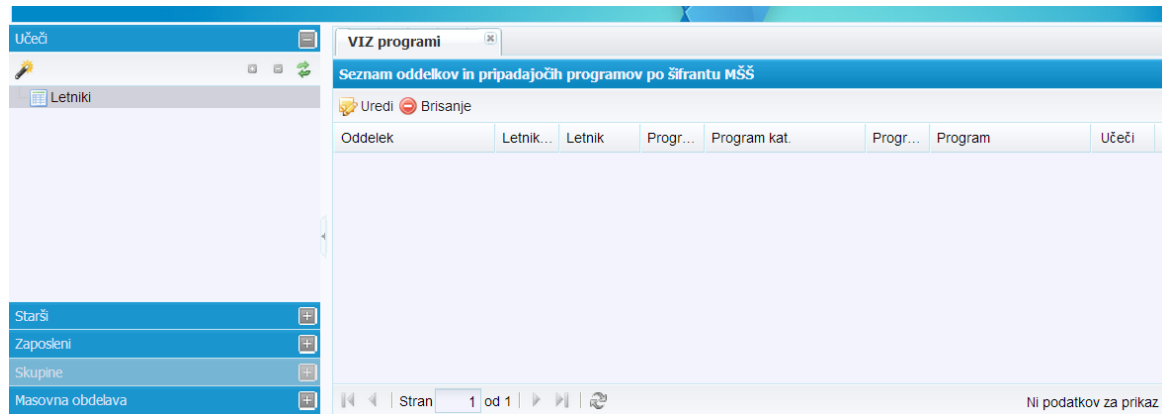 Učeči
Letniki
Starši
Zaposleni
Skupine
Masovna obdelava
VIZ programi
Seznam oddelkov in pripadajočih programov po šifrantu MŠŠ
Uredi Brisanje
Oddelek Letnik... Letnik Progr... Program kat. Progr... Program Učeči
Stran 1 od 1 Ni podatkov za prikaz